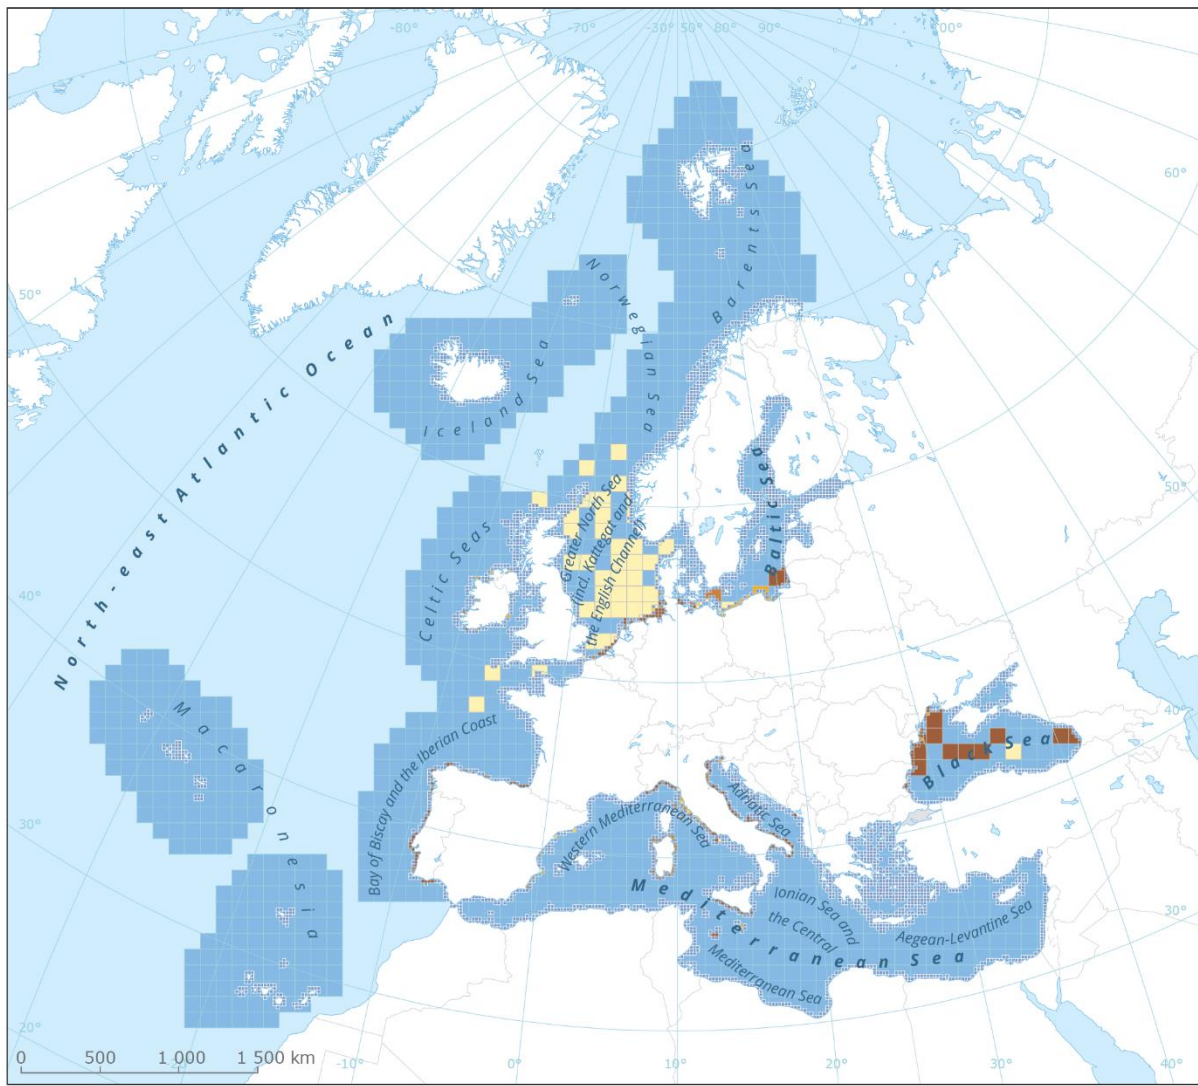 -80°
-70°
-30°
50°
80°
90°
00°
60°
50°
50°
40°
40°
30°
30°
20°
-20°
-10°
0°
10°
20°
30°
40°
Barents Sea
Norwegian Sea
Iceland Sea
North-east Atlantic Ocean
Celtic Seas
Greater North Sea
(incl. Kattegat and
the English Channel)
Baltic Sea
Macaronesia
Bay of Biscay and the Iberian Coast
Black Sea
Adriatic Sea
Western Mediterranean Sea
Mediterranean Sea
Ionian Sea and
the Central
Mediterranean Sea
Aegean-Levantine Sea
0 500 1 000 1 500 km